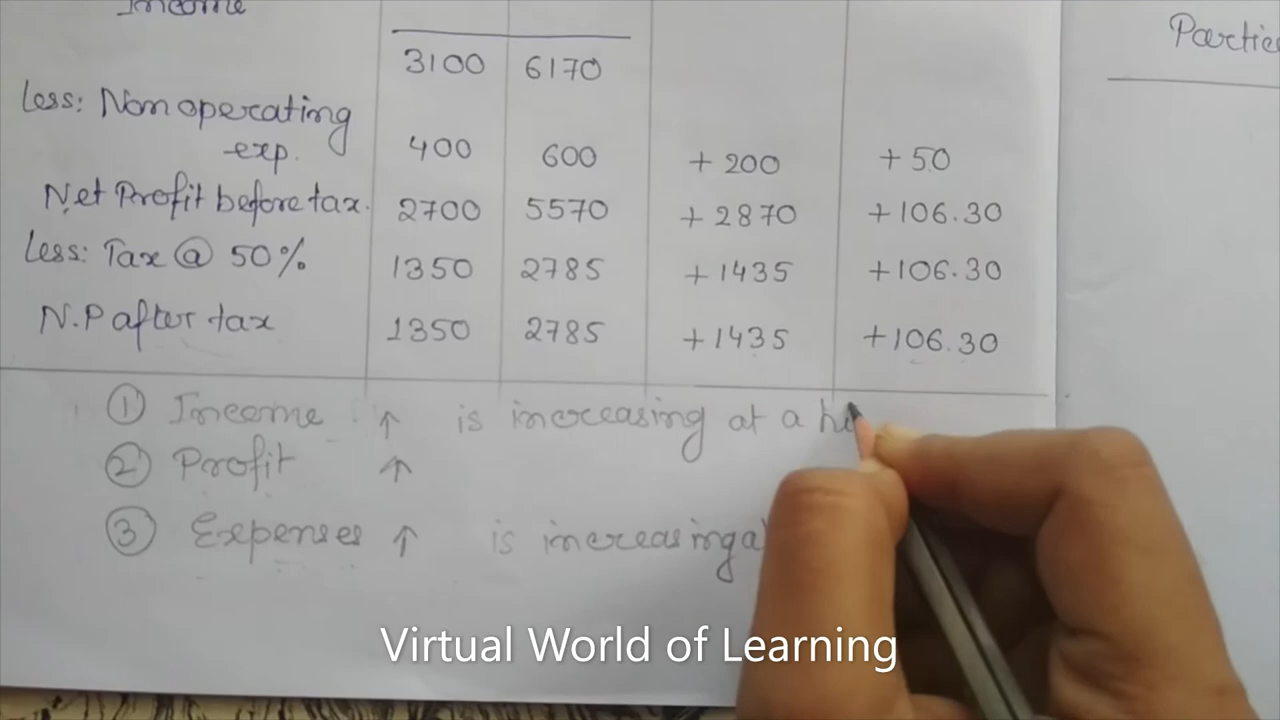 Income
3100 6170
Less: Non operating
exp. 400 600 + 200 + 50
Net Profit before tax. 2700 5570 + 2870 + 106.30
Less: Tax @ 50% 1350 2785 + 1435 + 106.30
N.P after tax 1350 2785 + 1435 + 106.30
① Income ↑ is increasing at a hi
② Profit ↑
③ Expenses ↑ is increasing a
Virtual World of Learning